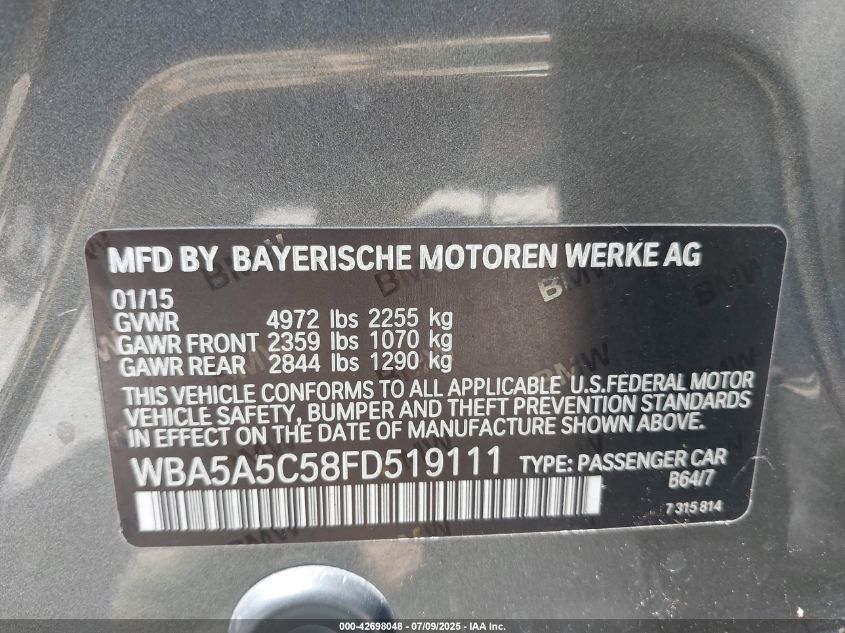 MFD BY BAYERISCHE MOTOREN WERKE AG
01/15
GVWR 4972 lbs 2255 kg
GAWR FRONT 2359 lbs 1070 kg
GAWR REAR 2844 lbs 1290 kg
THIS VEHICLE CONFORMS TO ALL APPLICABLE U.S.FEDERAL MOTOR
VEHICLE SAFETY, BUMPER AND THEFT PREVENTION STANDARDS
IN EFFECT ON THE DATE OF MANUFACTURE SHOWN ABOVE.
WBA5A5C58FD519111 TYPE: PASSENGER CAR
B64/7
7 315 814
000-42698048 - 07/09/2025 - IAA Inc.